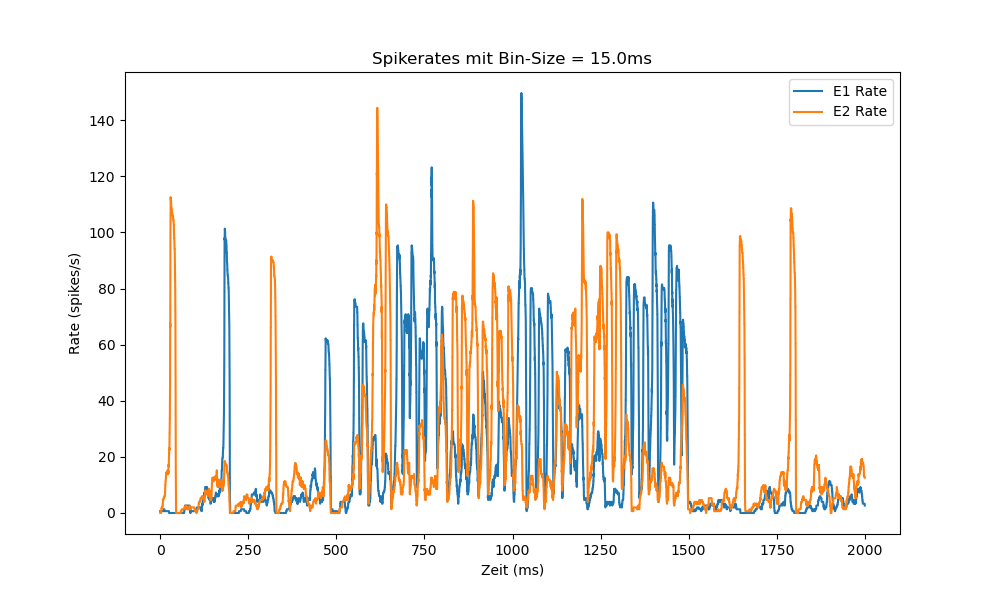 Spikerates mit Bin-Size = 15.0ms
E1 Rate
E2 Rate
Rate (spikes/s)
140
120
100
80
60
40
20
0
0 250 500 750 1000 1250 1500 1750 2000
Zeit (ms)